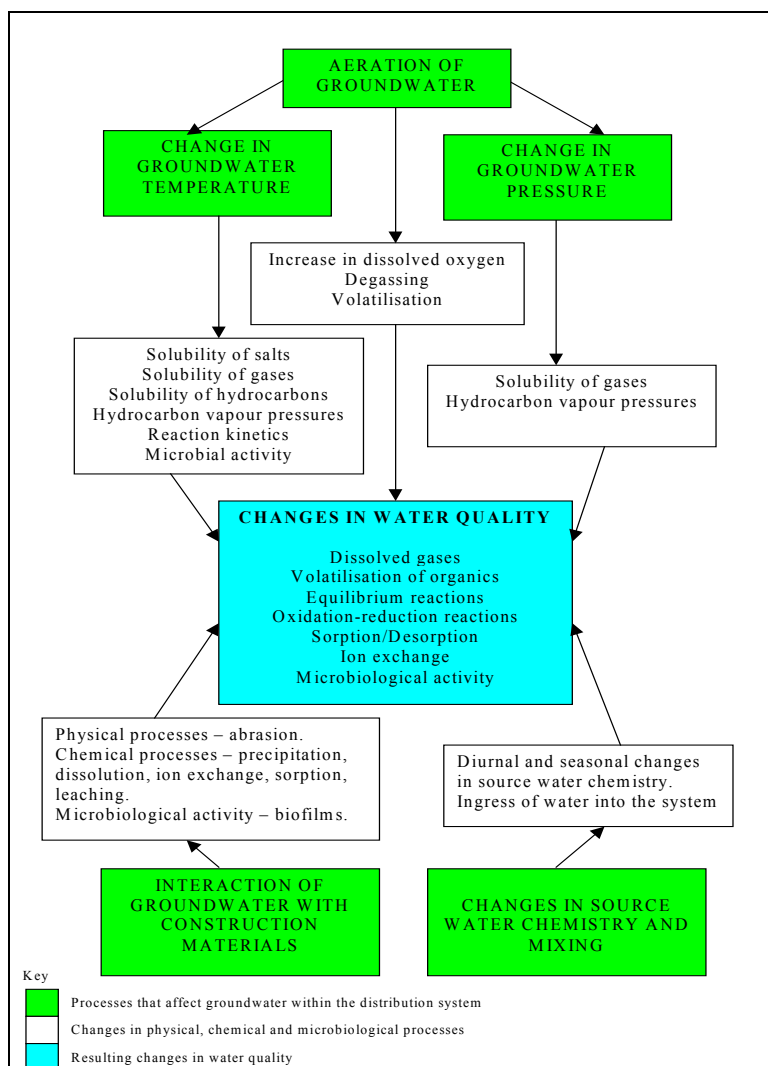 AERATION OF
GROUNDWATER
CHANGE IN
GROUNDWATER
TEMPERATURE
CHANGE IN
GROUNDWATER
PRESSURE
Increase in dissolved oxygen
Degassing
Volatilisation
Solubility of salts
Solubility of gases
Solubility of hydrocarbons
Hydrocarbon vapour pressures
Reaction kinetics
Microbial activity
Solubility of gases
Hydrocarbon vapour pressures
CHANGES IN WATER QUALITY
Dissolved gases
Volatilisation of organics
Equilibrium reactions
Oxidation-reduction reactions
Sorption/Desorption
Ion exchange
Microbiological activity
Physical processes – abrasion.
Chemical processes – precipitation,
dissolution, ion exchange, sorption,
leaching.
Microbiological activity – biofilms.
Diurnal and seasonal changes
in source water chemistry.
Ingress of water into the system
INTERACTION OF
GROUNDWATER WITH
CONSTRUCTION
MATERIALS
CHANGES IN SOURCE
WATER CHEMISTRY AND
MIXING
Key
Processes that affect groundwater within the distribution system
Changes in physical, chemical and microbiological processes
Resulting changes in water quality